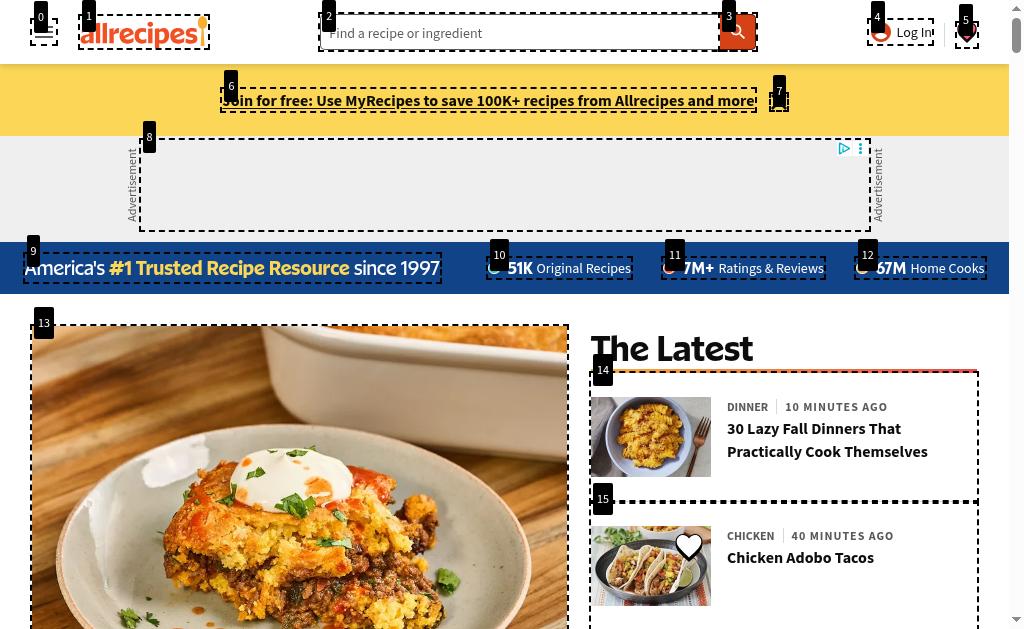 0
1
2
3
4
5
allrecipes
Find a recipe or ingredient
Log In
6
7
Join for free: Use MyRecipes to save 100K+ recipes from Allrecipes and more
8
Advertisement
Advertisement
9
10
11
12
America's #1 Trusted Recipe Resource since 1997
51K Original Recipes
7M+ Ratings & Reviews
67M Home Cooks
13
The Latest
14
DINNER
10 MINUTES AGO
30 Lazy Fall Dinners That
Practically Cook Themselves
15
CHICKEN
40 MINUTES AGO
Chicken Adobo Tacos